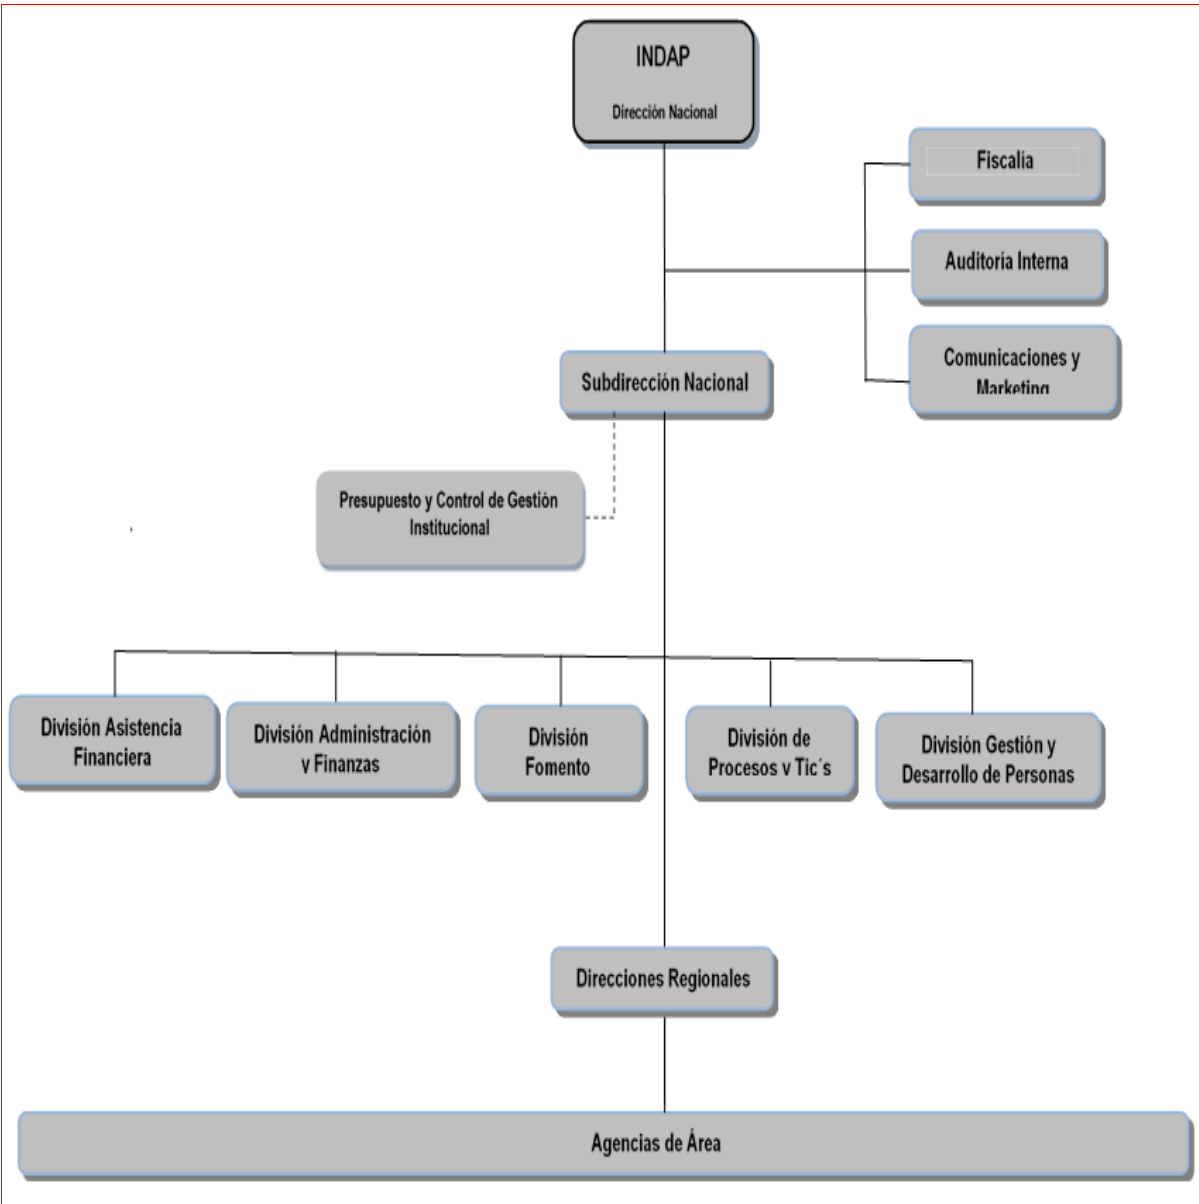 INDAP
Dirección Nacional
Fiscalía
Auditoría Interna
Comunicaciones y
Marketing
Subdirección Nacional
Presupuesto y Control de Gestión
Institucional
División Asistencia
Financiera
División Administración
y Finanzas
División
Fomento
División de
Procesos y Tic´s
División Gestión y
Desarrollo de Personas
Direcciones Regionales
Agencias de Área